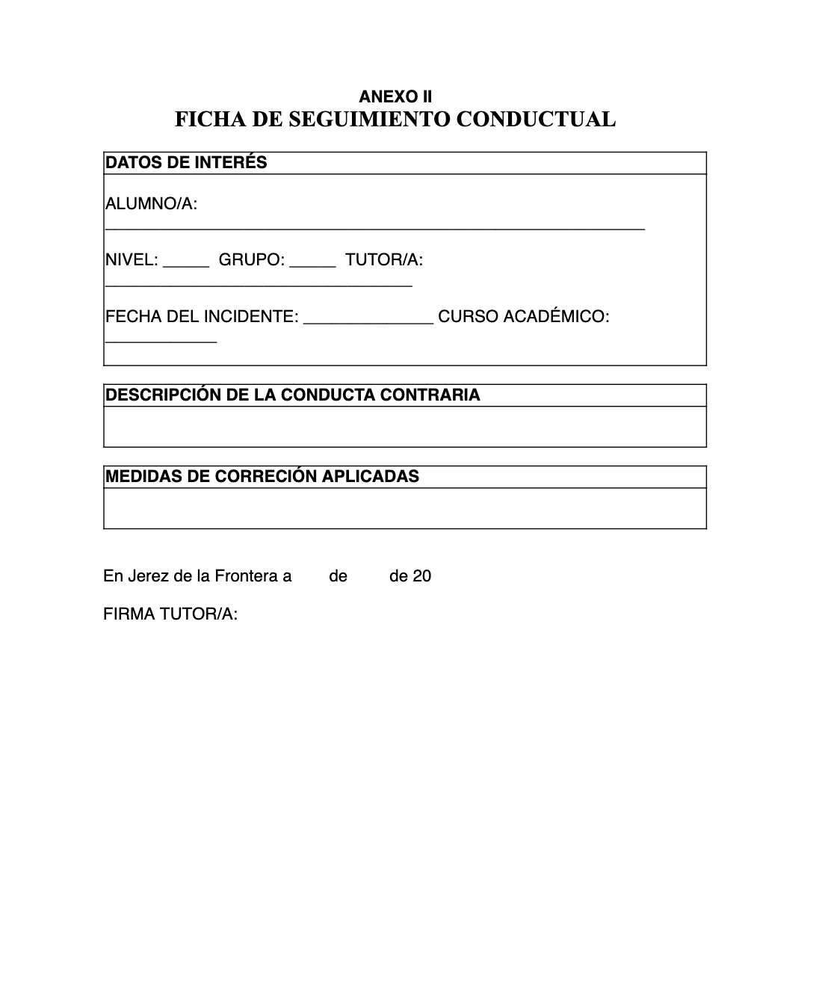 ANEXO II
FICHA DE SEGUIMIENTO CONDUCTUAL
DATOS DE INTERÉS
ALUMNO/A:
__________________________________________________________
NIVEL: _____ GRUPO: _____ TUTOR/A:
_________________________________
FECHA DEL INCIDENTE: ______________ CURSO ACADÉMICO:
____________
DESCRIPCIÓN DE LA CONDUCTA CONTRARIA
MEDIDAS DE CORRECIÓN APLICADAS
En Jerez de la Frontera a de de 20
FIRMA TUTOR/A: